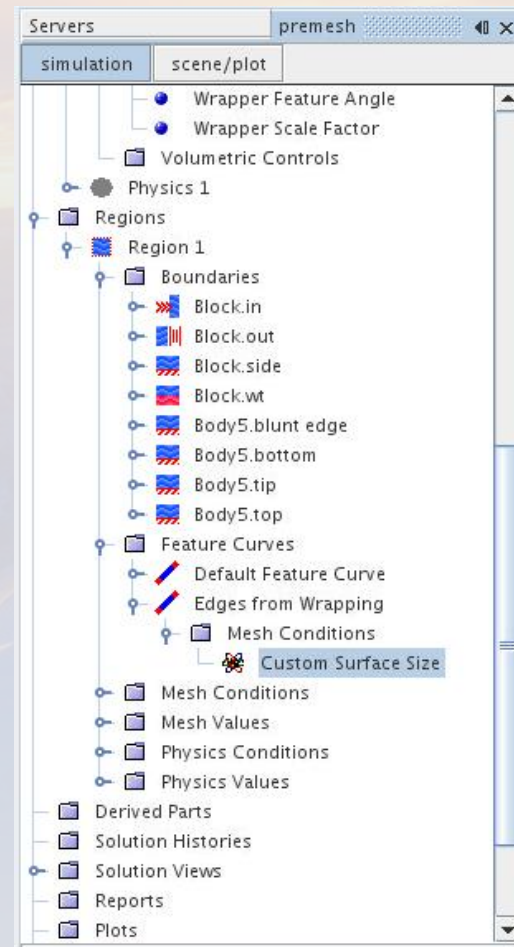 Servers
premesh
simulation
scene/plot
Wrapper Feature Angle
Wrapper Scale Factor
Volumetric Controls
Physics 1
Regions
Region 1
Boundaries
Block.in
Block.out
Block.side
Block.wt
Body5.blunt edge
Body5.bottom
Body5.tip
Body5.top
Feature Curves
Default Feature Curve
Edges from Wrapping
Mesh Conditions
Custom Surface Size
Mesh Conditions
Mesh Values
Physics Conditions
Physics Values
Derived Parts
Solution Histories
Solution Views
Reports
Plots